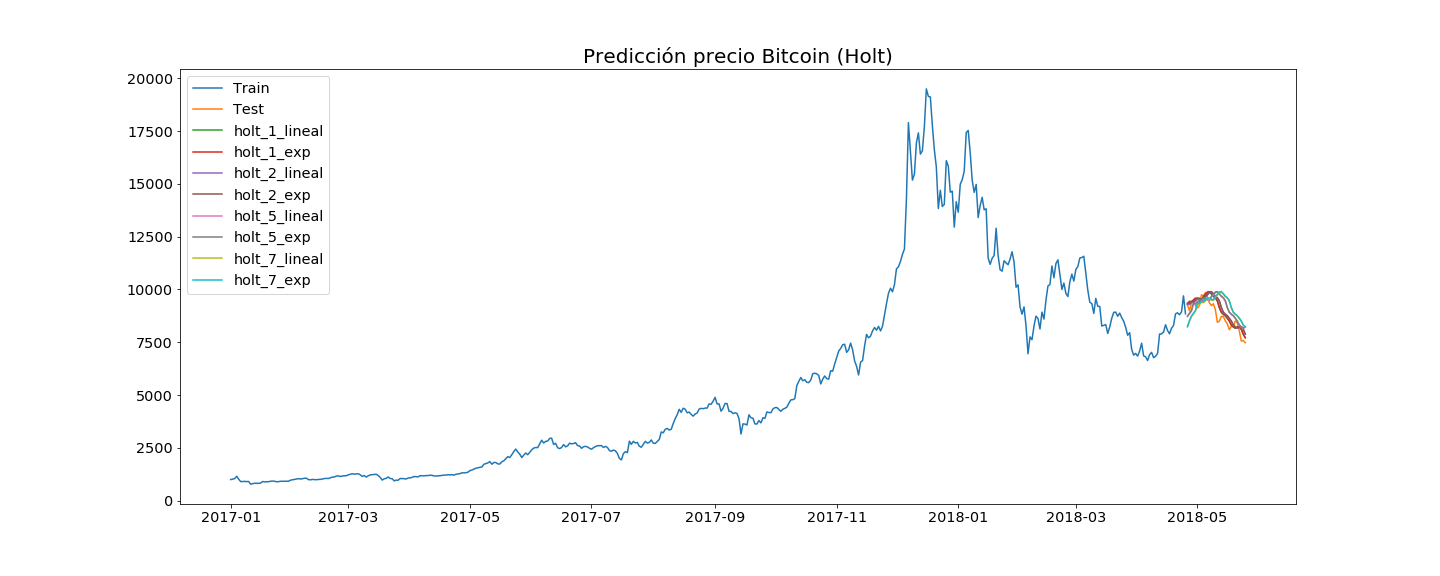 Predicción precio Bitcoin (Holt)
20000
17500
15000
12500
10000
7500
5000
2500
0
Train
Test
holt_1_lineal
holt_1_exp
holt_2_lineal
holt_2_exp
holt_5_lineal
holt_5_exp
holt_7_lineal
holt_7_exp
2017-01 2017-03 2017-05 2017-07 2017-09 2017-11 2018-01 2018-03 2018-05